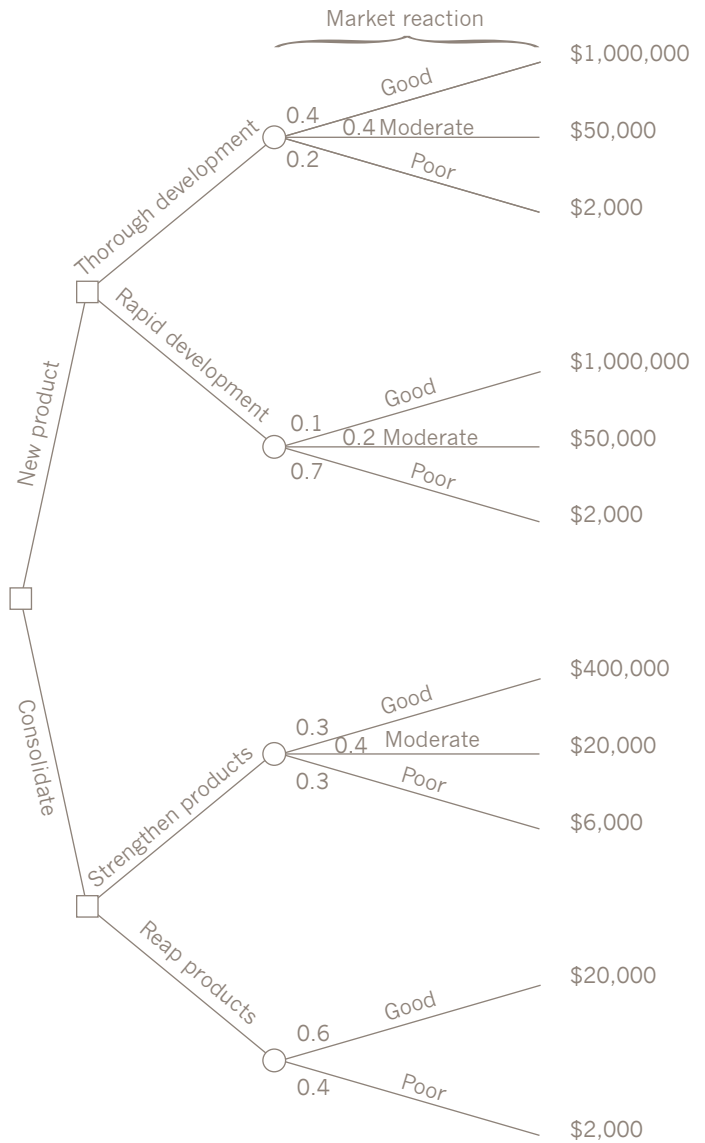 Market reaction
Good
$1,000,000
0.4
0.4 Moderate
$50,000
0.2
Poor
$2,000
Thorough development
Rapid development
Good
$1,000,000
0.1
0.2 Moderate
$50,000
0.7
Poor
$2,000
New product
Consolidate
Good
$400,000
0.3
0.4 Moderate
$20,000
0.3
Poor
$6,000
Strengthen products
Reap products
Good
$20,000
0.6
0.4
Poor
$2,000